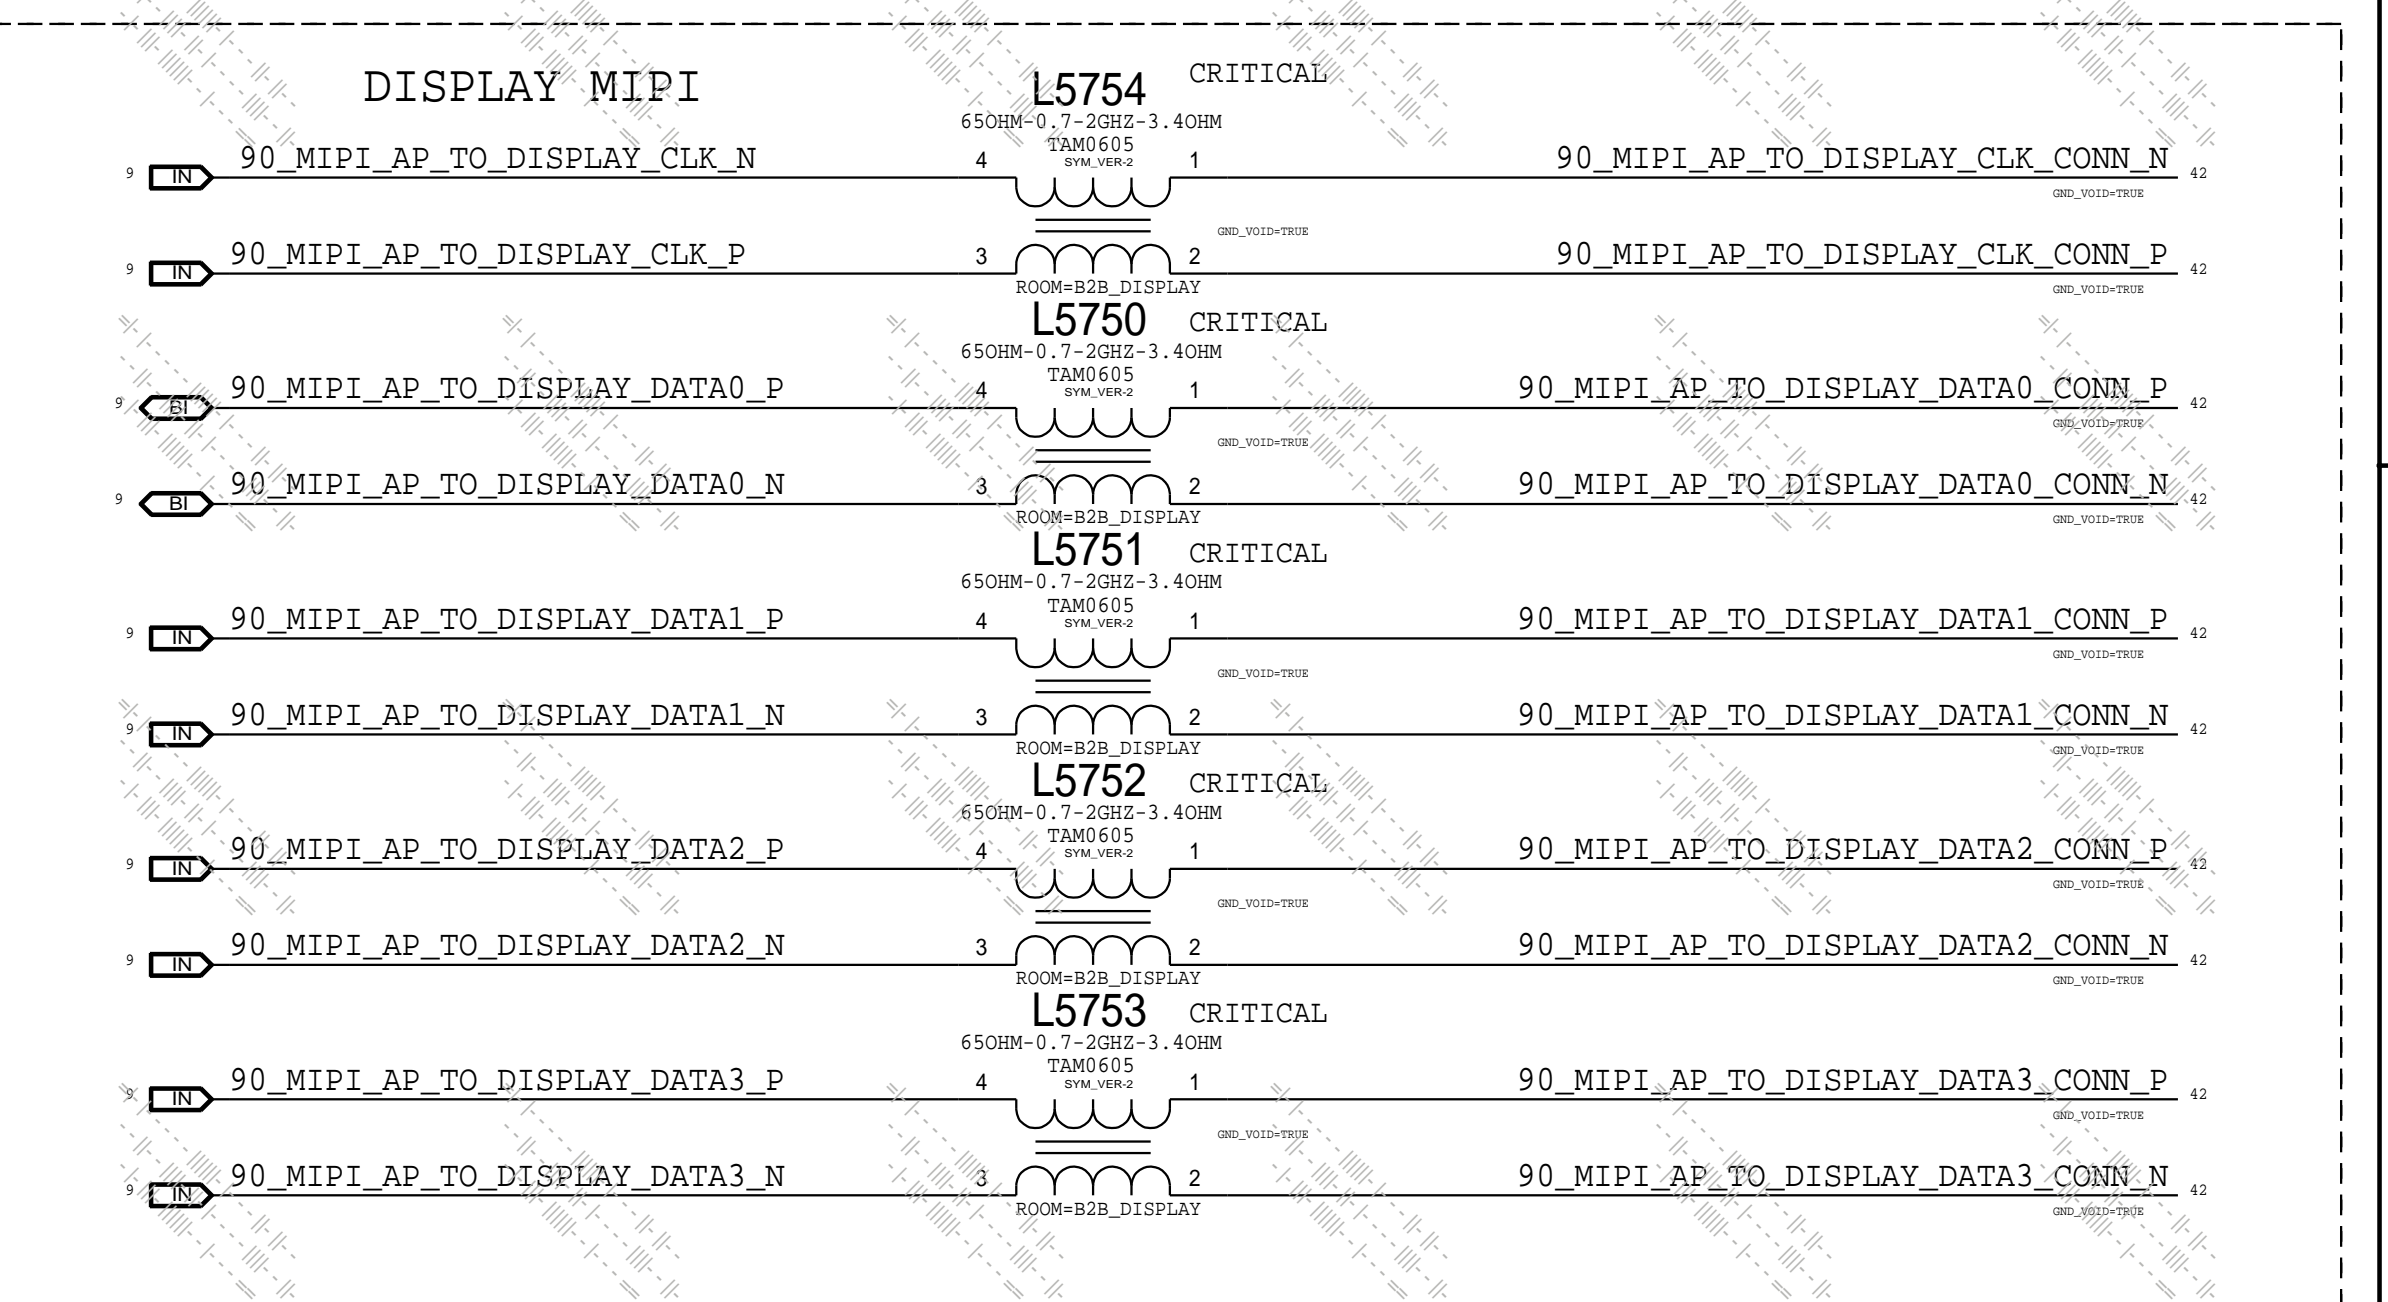 DISPLAY MIPI
L5754 CRITICAL
65OHM-0.7-2GHZ-3.4OHM
TAM0605
SYM_VER-2
9 IN 90_MIPI_AP_TO_DISPLAY_CLK_N 4 1 90_MIPI_AP_TO_DISPLAY_CLK_CONN_N 42
GND_VOID=TRUE
GND_VOID=TRUE
9 IN 90_MIPI_AP_TO_DISPLAY_CLK_P 3 2 90_MIPI_AP_TO_DISPLAY_CLK_CONN_P 42
ROOM=B2B_DISPLAY GND_VOID=TRUE
L5750 CRITICAL
65OHM-0.7-2GHZ-3.4OHM
TAM0605
SYM_VER-2
9 BI 90_MIPI_AP_TO_DISPLAY_DATA0_P 4 1 90_MIPI_AP_TO_DISPLAY_DATA0_CONN_P 42
GND_VOID=TRUE
GND_VOID=TRUE
9 BI 90_MIPI_AP_TO_DISPLAY_DATA0_N 3 2 90_MIPI_AP_TO_DISPLAY_DATA0_CONN_N 42
ROOM=B2B_DISPLAY GND_VOID=TRUE
L5751 CRITICAL
65OHM-0.7-2GHZ-3.4OHM
TAM0605
SYM_VER-2
9 IN 90_MIPI_AP_TO_DISPLAY_DATA1_P 4 1 90_MIPI_AP_TO_DISPLAY_DATA1_CONN_P 42
GND_VOID=TRUE
GND_VOID=TRUE
9 IN 90_MIPI_AP_TO_DISPLAY_DATA1_N 3 2 90_MIPI_AP_TO_DISPLAY_DATA1_CONN_N 42
ROOM=B2B_DISPLAY GND_VOID=TRUE
L5752 CRITICAL
65OHM-0.7-2GHZ-3.4OHM
TAM0605
SYM_VER-2
9 IN 90_MIPI_AP_TO_DISPLAY_DATA2_P 4 1 90_MIPI_AP_TO_DISPLAY_DATA2_CONN_P 42
GND_VOID=TRUE
GND_VOID=TRUE
9 IN 90_MIPI_AP_TO_DISPLAY_DATA2_N 3 2 90_MIPI_AP_TO_DISPLAY_DATA2_CONN_N 42
ROOM=B2B_DISPLAY GND_VOID=TRUE
L5753 CRITICAL
65OHM-0.7-2GHZ-3.4OHM
TAM0605
SYM_VER-2
9 IN 90_MIPI_AP_TO_DISPLAY_DATA3_P 4 1 90_MIPI_AP_TO_DISPLAY_DATA3_CONN_P 42
GND_VOID=TRUE
GND_VOID=TRUE
9 IN 90_MIPI_AP_TO_DISPLAY_DATA3_N 3 2 90_MIPI_AP_TO_DISPLAY_DATA3_CONN_N 42
ROOM=B2B_DISPLAY GND_VOID=TRUE